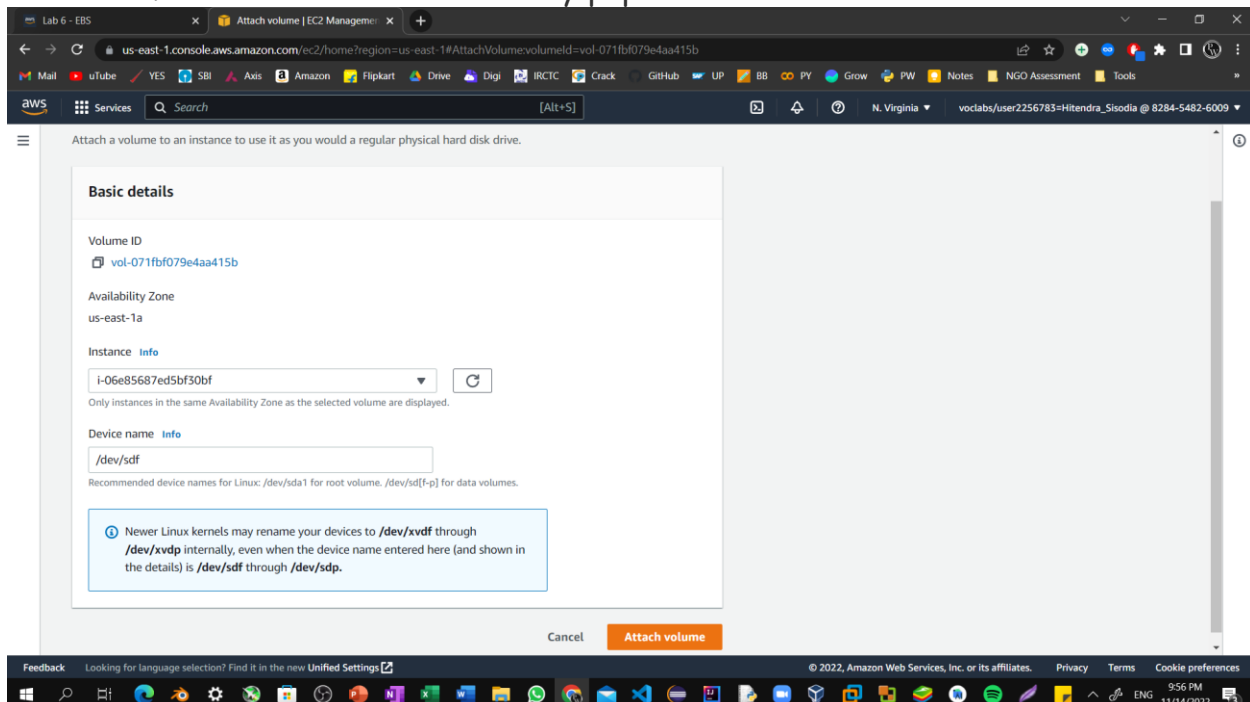 Lab 6 - EBS
Attach volume | EC2 Managemen
us-east-1.console.aws.amazon.com/ec2/home?region=us-east-1#AttachVolume:volumeId=vol-071fbf079e4aa415b
Mail uTube YES SBI Axis Amazon Flipkart Drive Digi IRCTC Crack GitHub UP BB PY Grow PW Notes NGO Assessment Tools »
aws Services Search [Alt+S] N. Virginia voclabs/user2256783=Hitendra_Sisodia @ 8284-5482-6009
Attach a volume to an instance to use it as you would a regular physical hard disk drive.
Basic details
Volume ID
vol-071fbf079e4aa415b
Availability Zone
us-east-1a
Instance Info
i-06e85687ed5bf30bf
Only instances in the same Availability Zone as the selected volume are displayed.
Device name Info
/dev/sdf
Recommended device names for Linux: /dev/sda1 for root volume. /dev/sd[f-p] for data volumes.
Newer Linux kernels may rename your devices to /dev/xvdf through
/dev/xvdp internally, even when the device name entered here (and shown in
the details) is /dev/sdf through /dev/sdp.
Cancel Attach volume
Feedback Looking for language selection? Find it in the new Unified Settings © 2022, Amazon Web Services, Inc. or its affiliates. Privacy Terms Cookie preferences
ENG 9:56 PM
11/14/2022